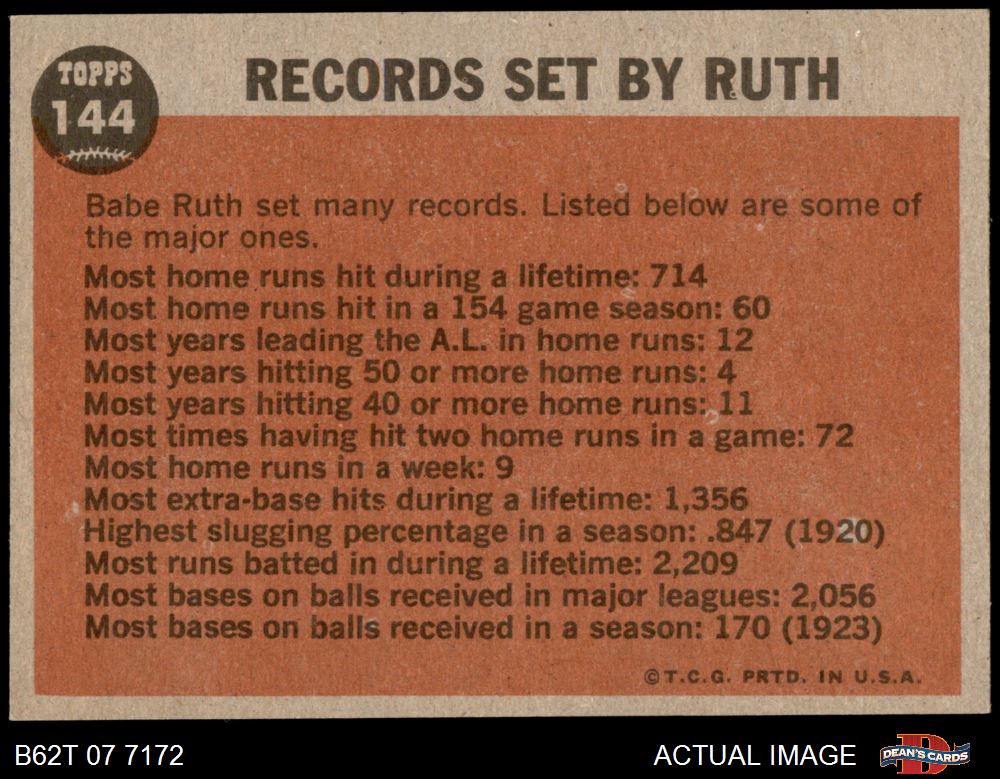 TOPPS
144
RECORDS SET BY RUTH
Babe Ruth set many records. Listed below are some of
the major ones.
Most home runs hit during a lifetime: 714
Most home runs hit in a 154 game season: 60
Most years leading the A.L. in home runs: 12
Most years hitting 50 or more home runs: 4
Most years hitting 40 or more home runs: 11
Most times having hit two home runs in a game: 72
Most home runs in a week: 9
Most extra-base hits during a lifetime: 1,356
Highest slugging percentage in a season: .847 (1920)
Most runs batted in during a lifetime: 2,209
Most bases on balls received in major leagues: 2,056
Most bases on balls received in a season: 170 (1923)
©T.C.G. PRTD. IN U.S.A.
B62T 07 7172
ACTUAL IMAGE
D
DEAN'S CARDS